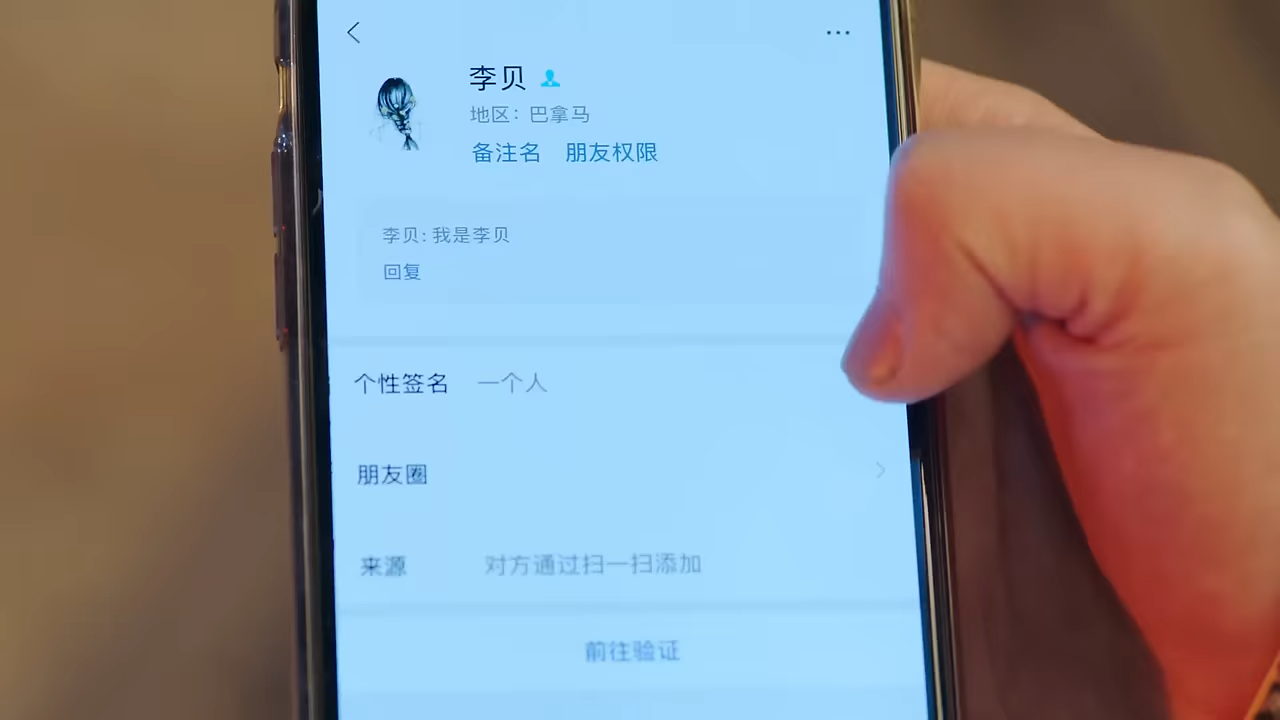 李贝
地区：巴拿马
备注名 朋友权限
李贝: 我是李贝
回复
个性签名 一个人
朋友圈
来源 对方通过扫一扫添加
前往验证